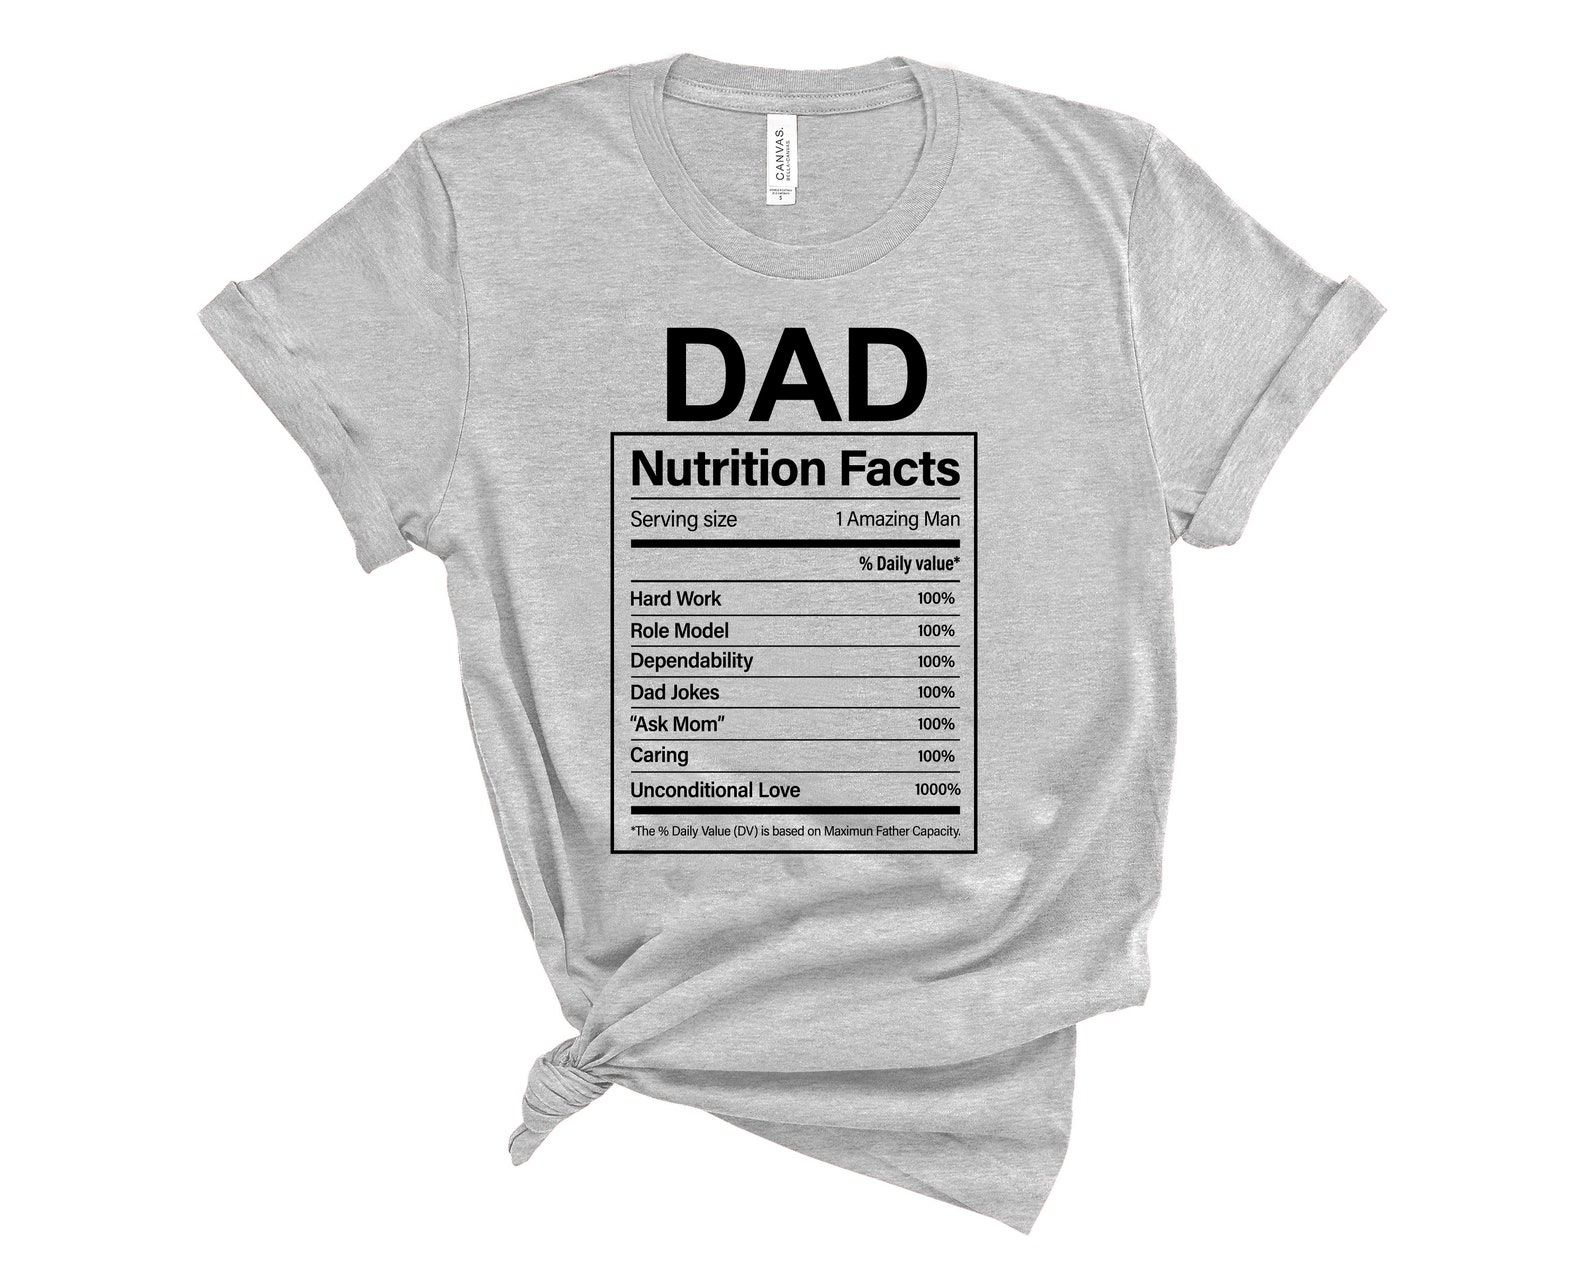 CANVAS.
BELLA+CANVAS.
S
DAD
Nutrition Facts
Serving size 1 Amazing Man
% Daily value*
Hard Work 100%
Role Model 100%
Dependability 100%
Dad Jokes 100%
“Ask Mom” 100%
Caring 100%
Unconditional Love 1000%
*The % Daily Value (DV) is based on Maximun Father Capacity.